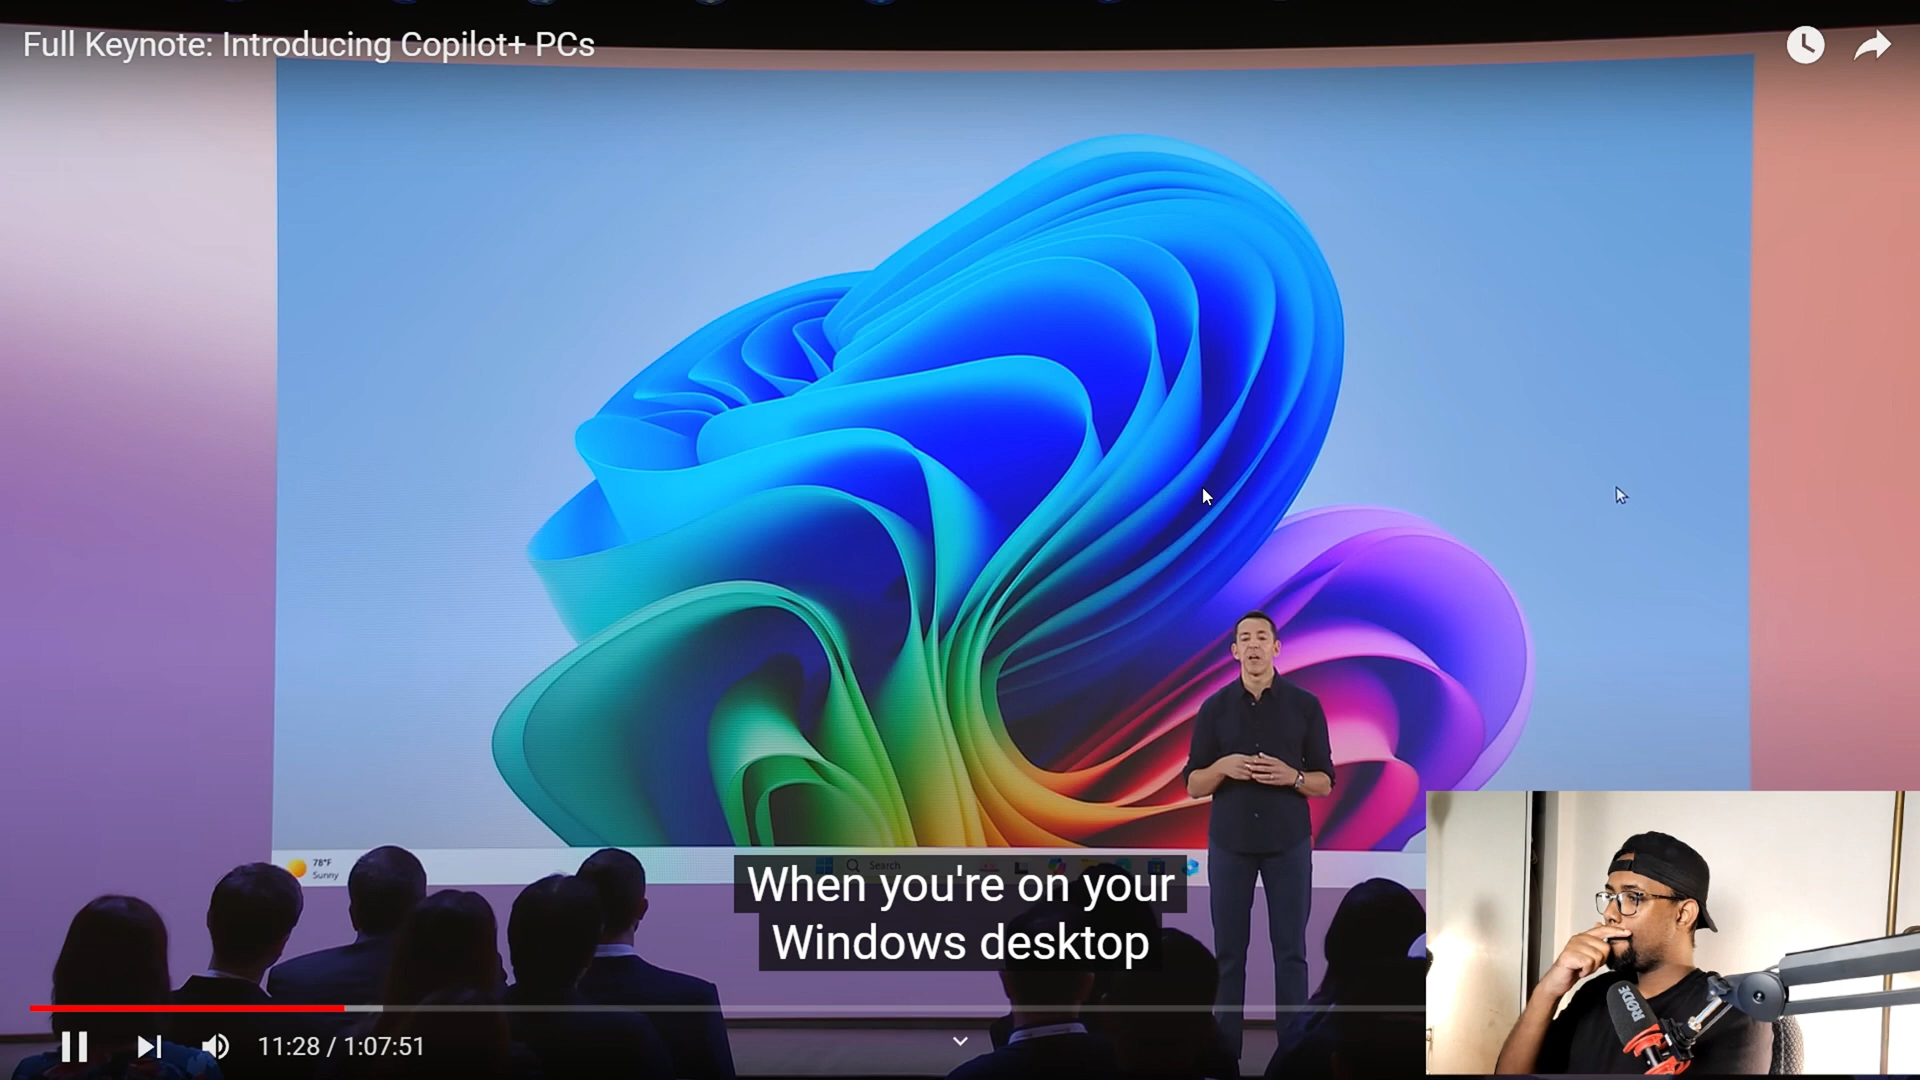 Full Keynote: Introducing Copilot+ PCs
78°F
Sunny
Search
When you're on your
Windows desktop
11:28 / 1:07:51
RØDE